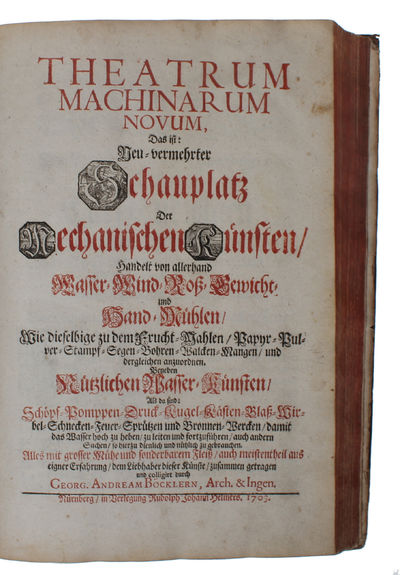 THEATRUM
MACHINARUM
NOVUM,
Das ist:
Neu-vermehrter
Schauplatz
Der
Mechanischen Künsten/
Handelt von allerhand
Wasser-Wind-Roß-Gewicht-
und
Hand-Mühlen/
Wie dieselbige zu dem Frucht-Mahlen/Papyr-Pul-
ver-Stampf-Segen-Bohren-Walcken-Mangen/und
dergleichen anzuordnen.
Beneben
Nützlichen Wasser-Künsten/
Als da sind:
Schöpf-Pomppen-Druck-Kugel-Kästen-Blaß-Wir-
bel-Schnecken-Feuer-Sprützen und Bronnen-Wercken/damit
das Wasser hoch zu heben/zu leiten und fortzuführen/auch andern
Sachen/so hierzu dienlich und nützlich zu gebrauchen.
Alles mit grosser Mühe und sonderbarem Fleiß/auch meistentheil aus
eigner Erfahrung/dem Liebhaber dieser Künste/zusammen getragen
und colligirt durch
GEORG. ANDREAM BÖCKLERN, Arch. & Ingen.
Nürnberg/in Verlegung Rudolph Johann Helmers. 1703.